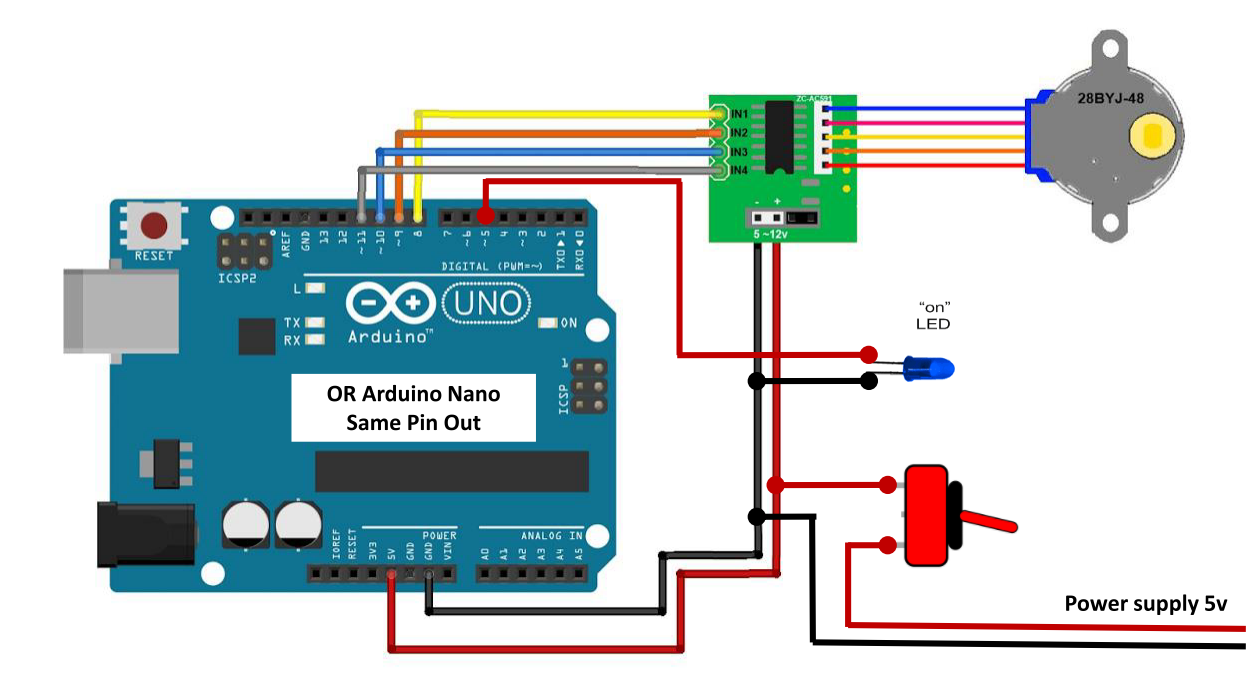 ZC-AC591
28BYJ-48
IN1
IN2
IN3
IN4
- +
5 ~12v
RESET
ICSP2
AREF
GND
13
12
~11
~10
~9
8
7
~6
~5
4
~3
2
TX0▶1
RX0◀0
DIGITAL (PWM=~)
L
TX
RX
UNO
Arduino™
ON
1
ICSP
"on"
LED
OR Arduino Nano
Same Pin Out
IOREF
RESET
3V3
5V
GND
GND
VIN
POWER
ANALOG IN
A0
A1
A2
A3
A4
A5
Power supply 5v